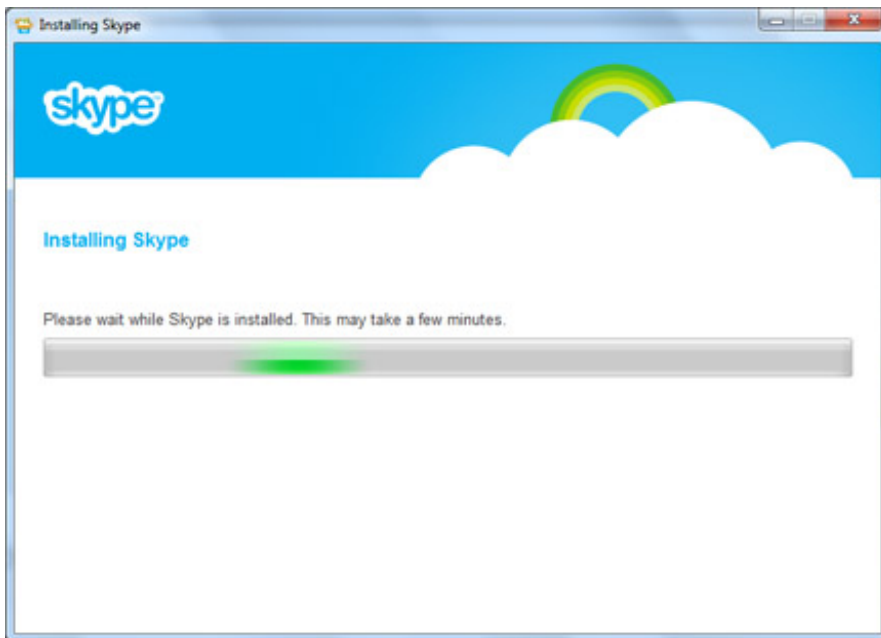 Installing Skype
skype
Installing Skype
Please wait while Skype is installed. This may take a few minutes.